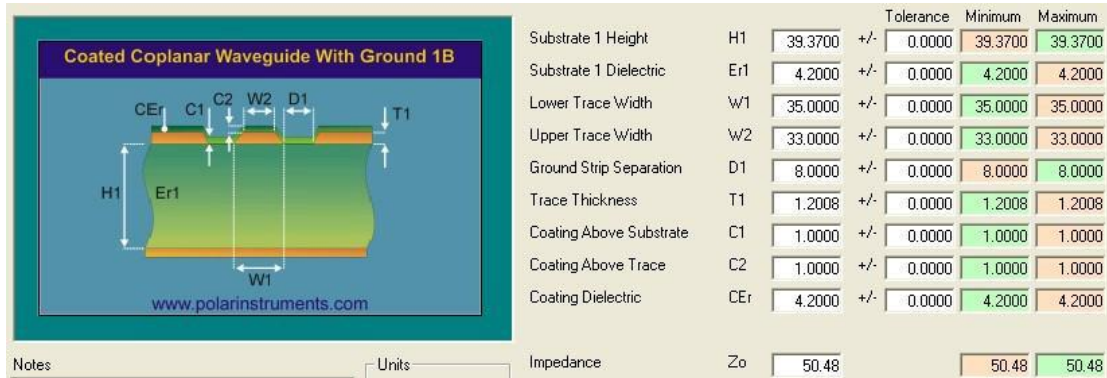 Tolerance Minimum Maximum
Coated Coplanar Waveguide With Ground 1B
CEr C1 C2 W2 D1 T1
H1 Er1
W1
www.polarinstruments.com
Substrate 1 Height H1 39.3700 +/- 0.0000 39.3700 39.3700
Substrate 1 Dielectric Er1 4.2000 +/- 0.0000 4.2000 4.2000
Lower Trace Width W1 35.0000 +/- 0.0000 35.0000 35.0000
Upper Trace Width W2 33.0000 +/- 0.0000 33.0000 33.0000
Ground Strip Separation D1 8.0000 +/- 0.0000 8.0000 8.0000
Trace Thickness T1 1.2008 +/- 0.0000 1.2008 1.2008
Coating Above Substrate C1 1.0000 +/- 0.0000 1.0000 1.0000
Coating Above Trace C2 1.0000 +/- 0.0000 1.0000 1.0000
Coating Dielectric CEr 4.2000 +/- 0.0000 4.2000 4.2000
Notes Units Impedance Zo 50.48 50.48 50.48